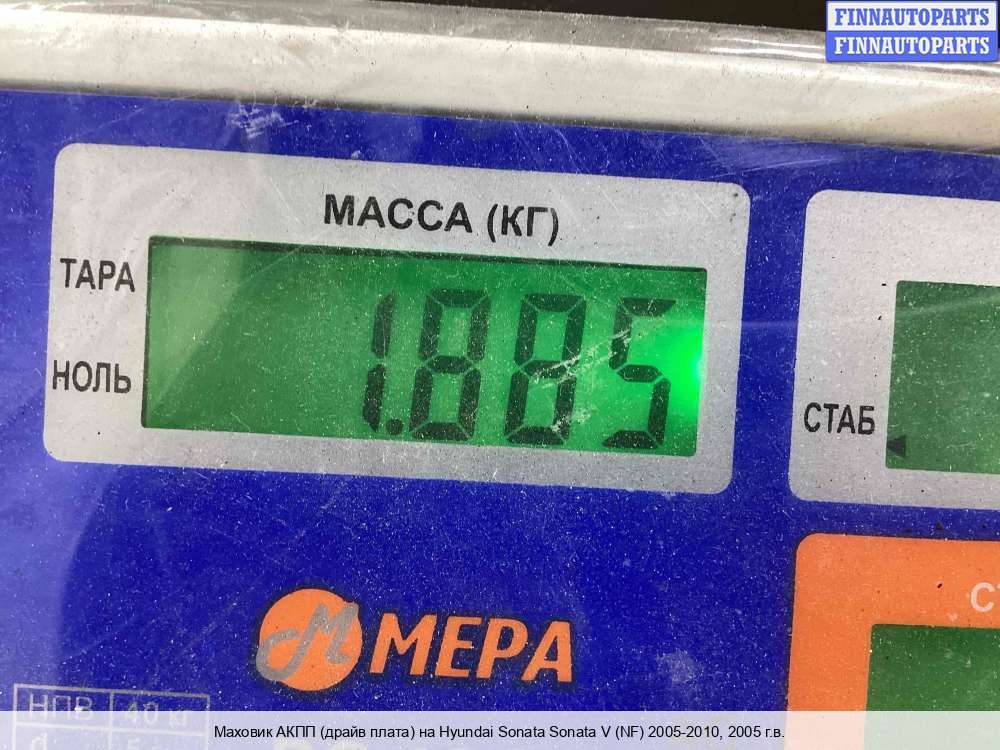 FINNAUTOPARTS
FINNAUTOPARTS
МАССА (КГ)
ТАРА
1.885
НОЛЬ
СТАБ
С
М МЕРА
НПВ 40 кг
Маховик АКПП (драйв плата) на Hyundai Sonata Sonata V (NF) 2005-2010, 2005 г.в.